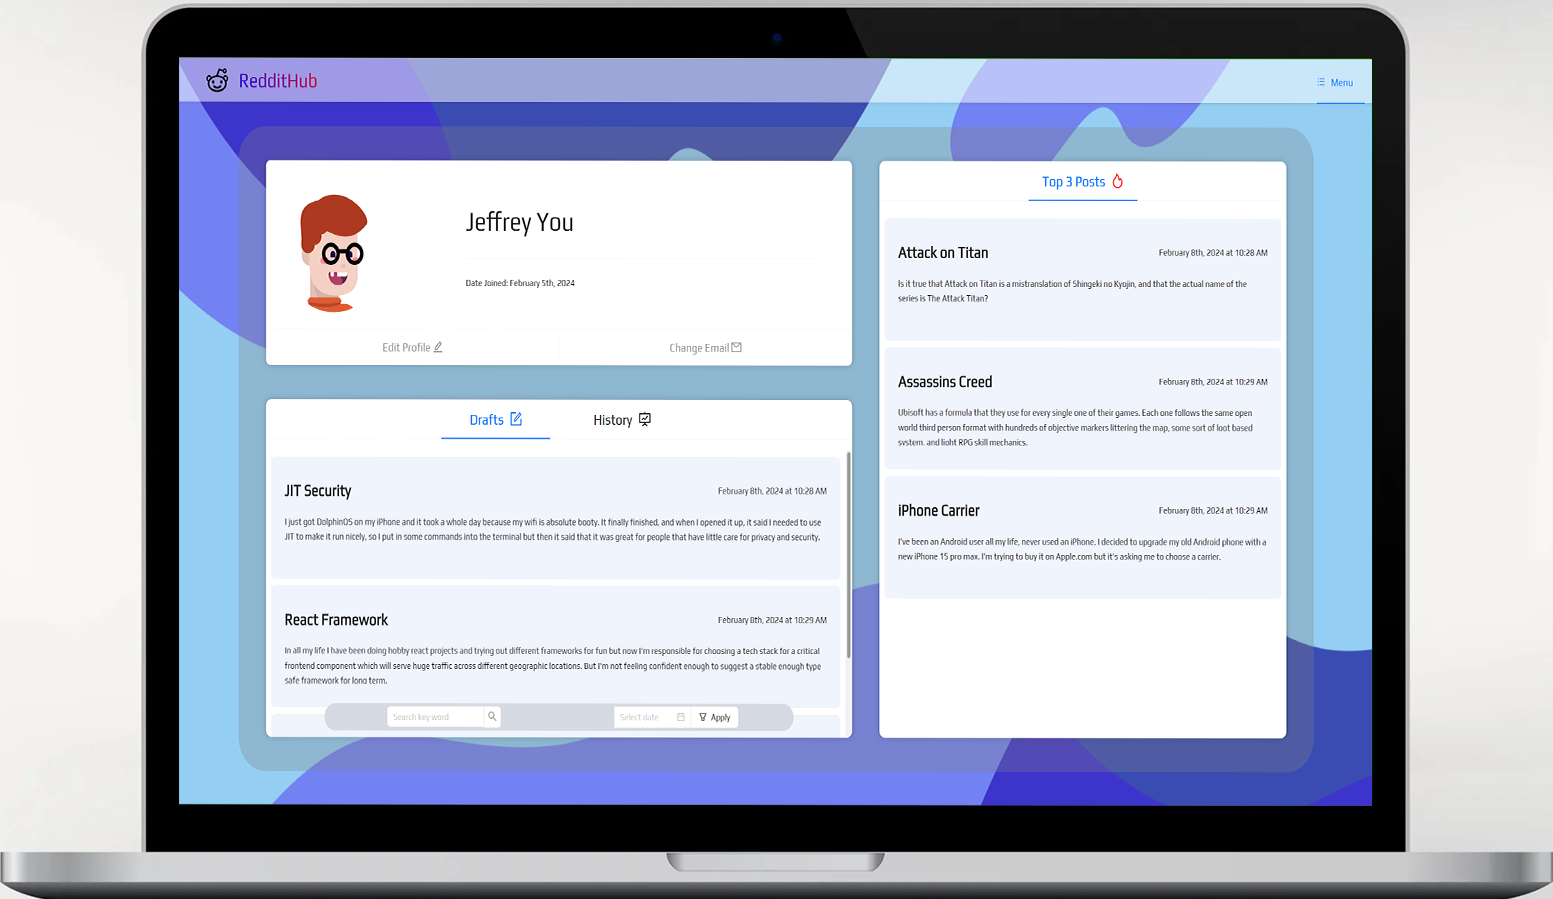 RedditHub
Menu
Jeffrey You
Date Joined: February 5th, 2024
Edit Profile
Change Email
Drafts
History
JIT Security
February 8th, 2024 at 10:28 AM
I just got DolphinOS on my iPhone and it took a whole day because my wifi is absolute booty. It finally finished, and when I opened it up, it said I needed to use
JIT to make it run nicely, so I put in some commands into the terminal but then it said that it was great for people that have little care for privacy and security.
React Framework
February 8th, 2024 at 10:29 AM
In all my life I have been doing hobby react projects and trying out different frameworks for fun but now I'm responsible for choosing a tech stack for a critical
frontend component which will serve huge traffic across different geographic locations. But I'm not feeling confident enough to suggest a stable enough type
safe framework for long term.
Search key word
Select date
Apply
Top 3 Posts
Attack on Titan
February 8th, 2024 at 10:28 AM
Is it true that Attack on Titan is a mistranslation of Shingeki no Kyojin, and that the actual name of the
series is The Attack Titan?
Assassins Creed
February 8th, 2024 at 10:29 AM
Ubisoft has a formula that they use for every single one of their games. Each one follows the same open
world third person format with hundreds of objective markers littering the map, some sort of loot based
system, and light RPG skill mechanics.
iPhone Carrier
February 8th, 2024 at 10:29 AM
I've been an Android user all my life, never used an iPhone. I decided to upgrade my old Android phone with a
new iPhone 15 pro max. I'm trying to buy it on Apple.com but it's asking me to choose a carrier.